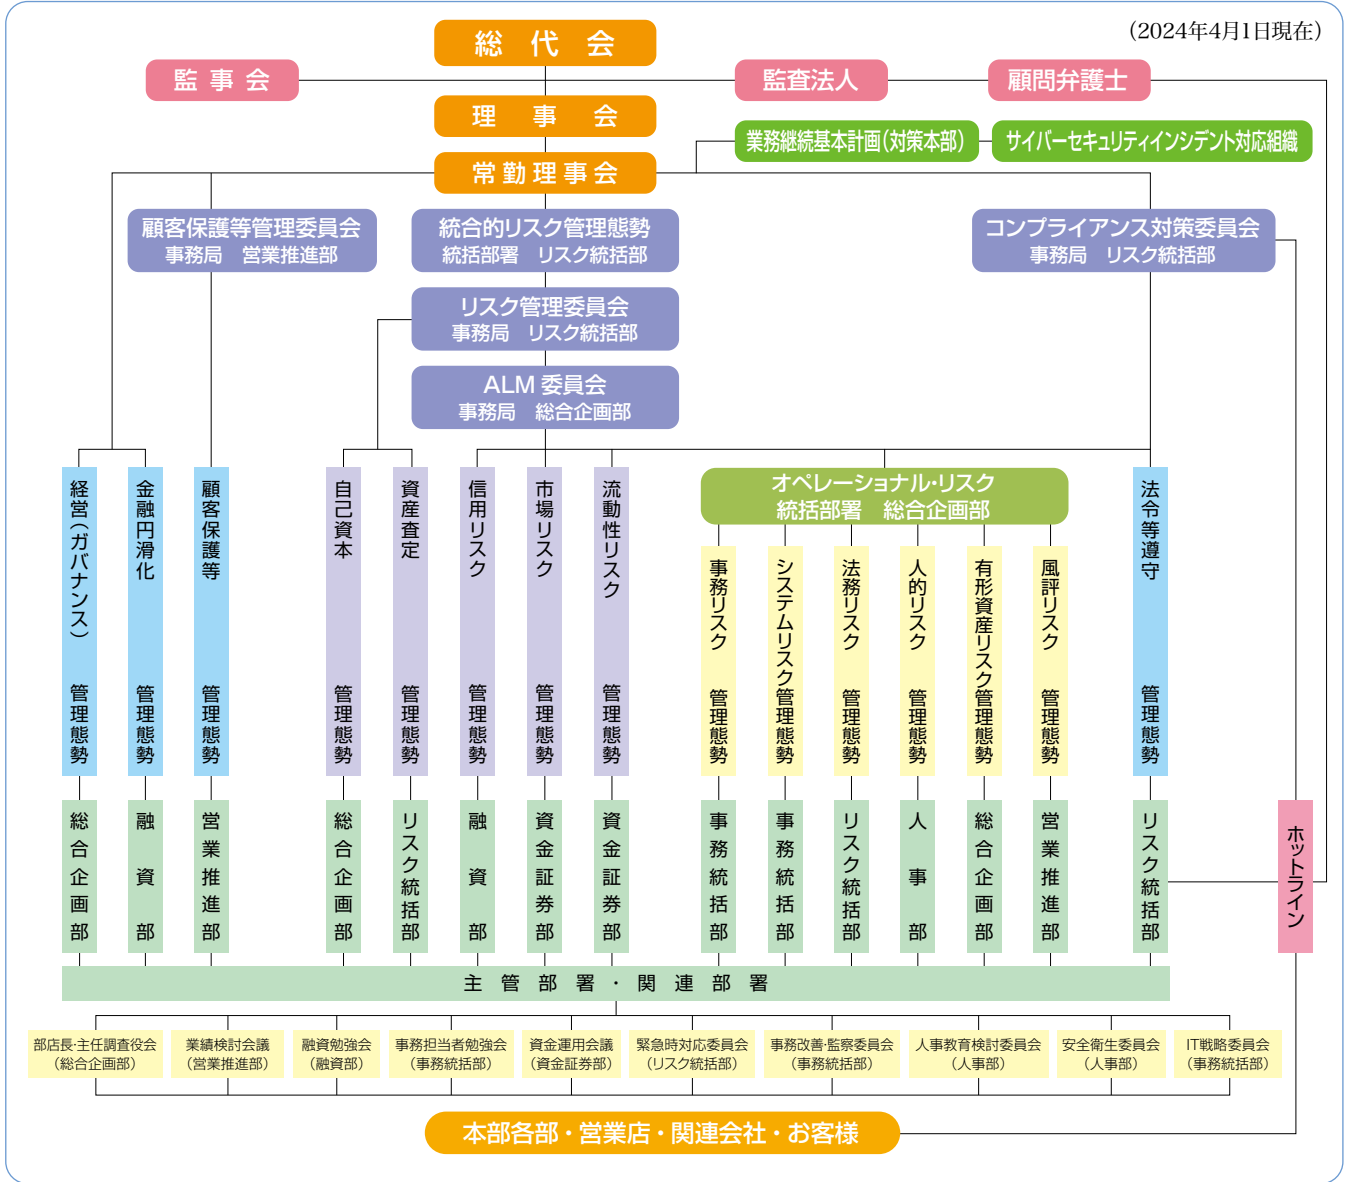 (2024年4月1日現在)
総代会
監事会
監査法人
顧問弁護士
理事会
業務継続基本計画(対策本部)
サイバーセキュリティインシデント対応組織
常勤理事会
顧客保護等管理委員会
事務局 営業推進部
統合的リスク管理態勢
統括部署 リスク統括部
コンプライアンス対策委員会
事務局 リスク統括部
リスク管理委員会
事務局 リスク統括部
ALM 委員会
事務局 総合企画部
経営(ガバナンス) 管理態勢
金融円滑化 管理態勢
顧客保護等 管理態勢
自己資本 管理態勢
資産査定 管理態勢
信用リスク 管理態勢
市場リスク 管理態勢
流動性リスク 管理態勢
オペレーショナル・リスク
統括部署 総合企画部
事務リスク 管理態勢
システムリスク管理態勢
法務リスク 管理態勢
人的リスク 管理態勢
有形資産リスク管理態勢
風評リスク 管理態勢
法令等遵守 管理態勢
総合企画部
融資部
営業推進部
総合企画部
リスク統括部
融資部
資金証券部
資金証券部
事務統括部
事務統括部
リスク統括部
人事部
総合企画部
営業推進部
リスク統括部
ホットライン
主管部署・関連部署
部店長・主任調査役会
(総合企画部)
業績検討会議
(営業推進部)
融資勉強会
(融資部)
事務担当者勉強会
(事務統括部)
資金運用会議
(資金証券部)
緊急時対応委員会
(リスク統括部)
事務改善・監察委員会
(事務統括部)
人事教育検討委員会
(人事部)
安全衛生委員会
(人事部)
IT戦略委員会
(事務統括部)
本部各部・営業店・関連会社・お客様